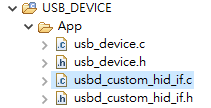 USB_DEVICE
App
usb_device.c
usb_device.h
usbd_custom_hid_if.c
usbd_custom_hid_if.h